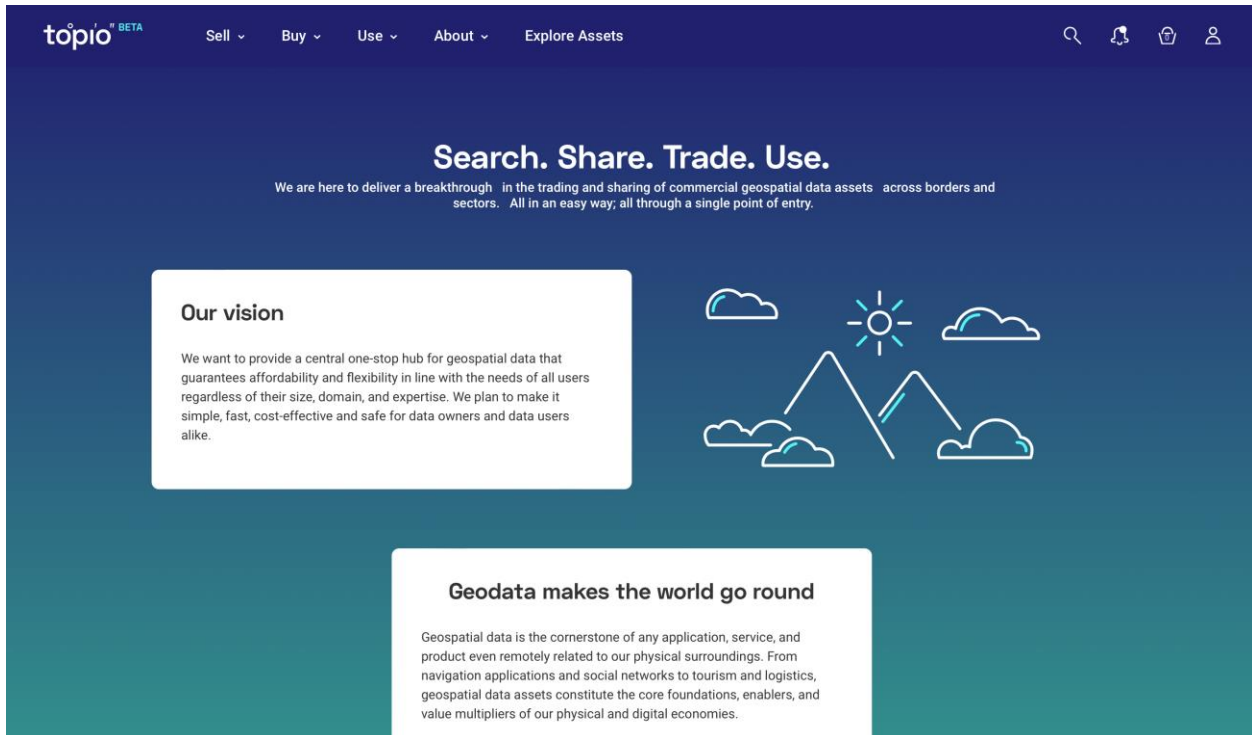 topio BETA
Sell
Buy
Use
About
Explore Assets
Search. Share. Trade. Use.
We are here to deliver a breakthrough in the trading and sharing of commercial geospatial data assets across borders and
sectors. All in an easy way; all through a single point of entry.
Our vision
We want to provide a central one-stop hub for geospatial data that
guarantees affordability and flexibility in line with the needs of all users
regardless of their size, domain, and expertise. We plan to make it
simple, fast, cost-effective and safe for data owners and data users
alike.
Geodata makes the world go round
Geospatial data is the cornerstone of any application, service, and
product even remotely related to our physical surroundings. From
navigation applications and social networks to tourism and logistics,
geospatial data assets constitute the core foundations, enablers, and
value multipliers of our physical and digital economies.